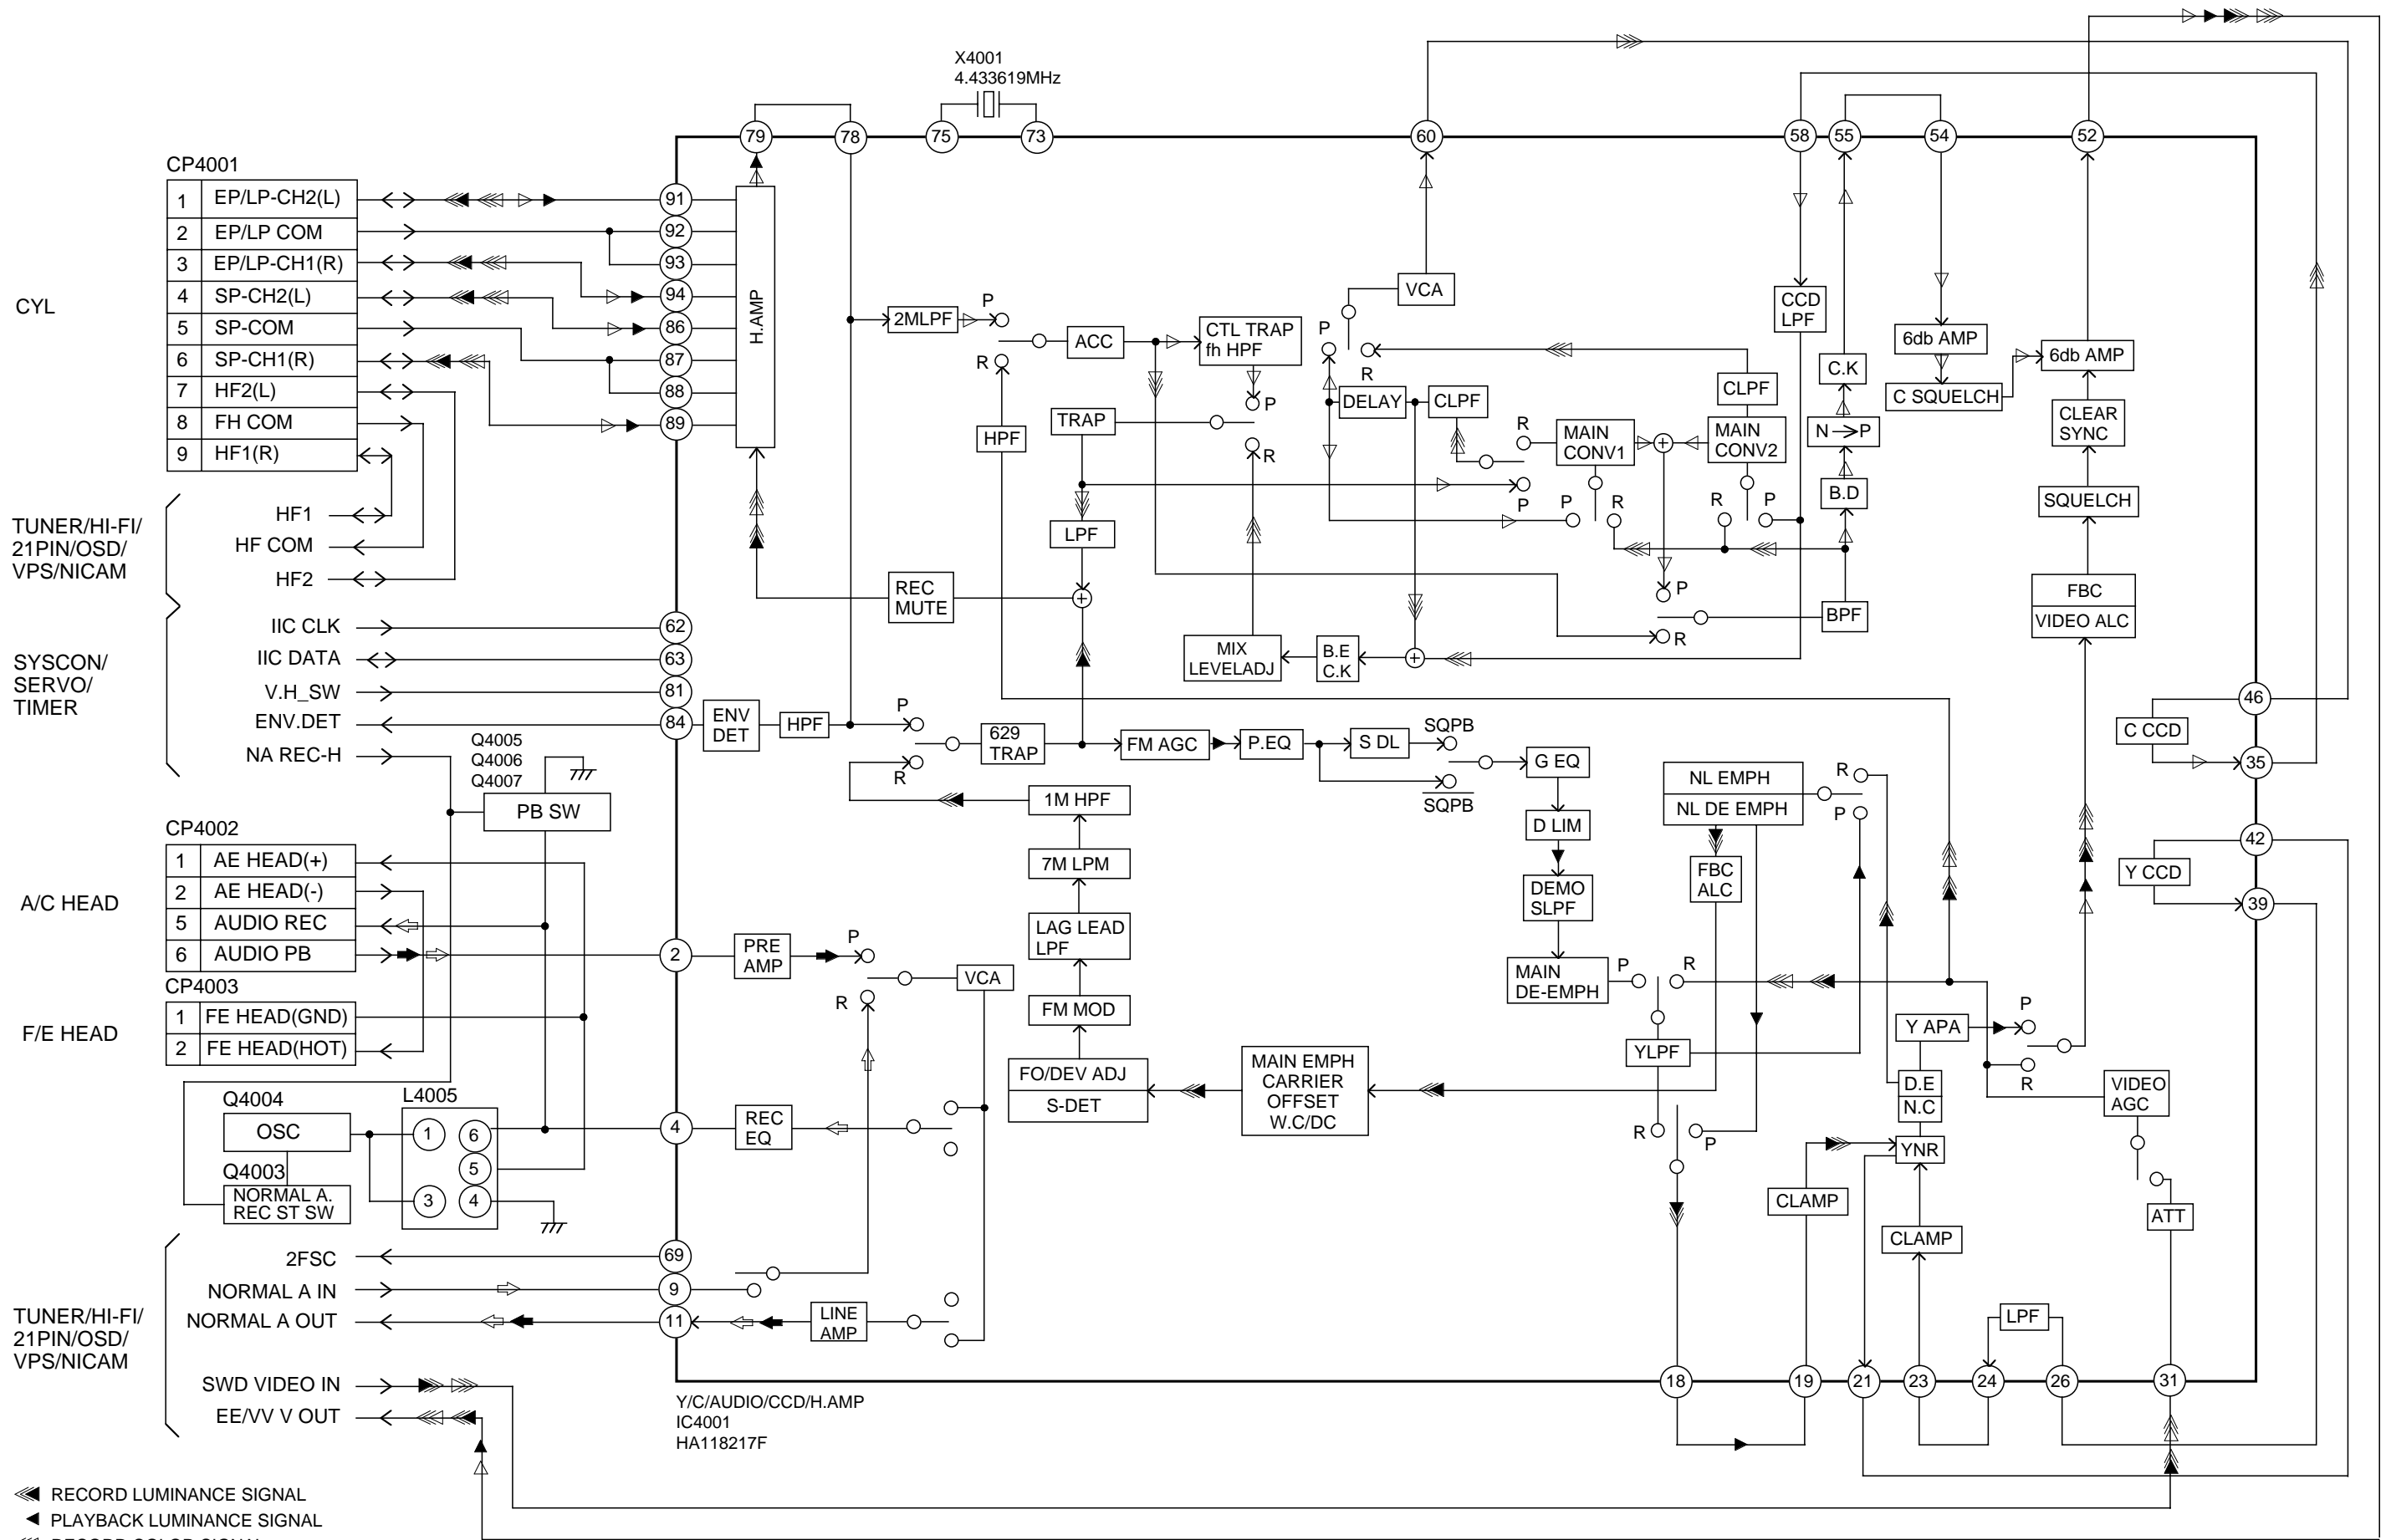 X4001
4.433619MHz
79
78
75
73
60
58
55
54
52
CP4001
1 EP/LP-CH2(L)
2 EP/LP COM
3 EP/LP-CH1(R)
4 SP-CH2(L)
5 SP-COM
6 SP-CH1(R)
7 HF2(L)
8 FH COM
9 HF1(R)
CYL
91
92
93
94
86
87
88
89
H.AMP
2MLPF
P
R
ACC
CTL TRAP
fh HPF
P
R
TRAP
HPF
LPF
REC
MUTE
VCA
P
R
DELAY
CLPF
CLPF
R
P
MAIN
CONV1
MAIN
CONV2
P
R
R
P
CCD
LPF
C.K
N P
B.D
BPF
P
R
6db AMP
C SQUELCH
6db AMP
CLEAR
SYNC
SQUELCH
FBC
VIDEO ALC
MIX
LEVELADJ
B.E
C.K
TUNER/HI-FI/
21PIN/OSD/
VPS/NICAM
HF1
HF COM
HF2
SYSCON/
SERVO/
TIMER
IIC CLK
IIC DATA
V.H_SW
ENV.DET
NA REC-H
62
63
81
84
ENV
DET
HPF
P
R
629
TRAP
FM AGC
P.EQ
S DL
SQPB
SQPB
G EQ
D LIM
DEMO
SLPF
MAIN
DE-EMPH
P
R
NL EMPH
NL DE EMPH
R
P
FBC
ALC
46
C CCD
35
42
Y CCD
39
Q4005
Q4006
Q4007
PB SW
1M HPF
7M LPM
LAG LEAD
LPF
FM MOD
FO/DEV ADJ
S-DET
MAIN EMPH
CARRIER
OFFSET
W.C/DC
YLPF
R
P
Y APA
P
R
D.E
N.C
YNR
CLAMP
CLAMP
VIDEO
AGC
ATT
LPF
CP4002
1 AE HEAD(+)
2 AE HEAD(-)
5 AUDIO REC
6 AUDIO PB
A/C HEAD
CP4003
1 FE HEAD(GND)
2 FE HEAD(HOT)
F/E HEAD
2
PRE
AMP
P
R
VCA
4
REC
EQ
Q4004
OSC
Q4003
NORMAL A.
REC ST SW
L4005
1
6
5
3
4
TUNER/HI-FI/
21PIN/OSD/
VPS/NICAM
2FSC
NORMAL A IN
NORMAL A OUT
SWD VIDEO IN
EE/VV V OUT
69
9
11
LINE
AMP
18
19
21
23
24
26
31
Y/C/AUDIO/CCD/H.AMP
IC4001
HA118217F
RECORD LUMINANCE SIGNAL
PLAYBACK LUMINANCE SIGNAL